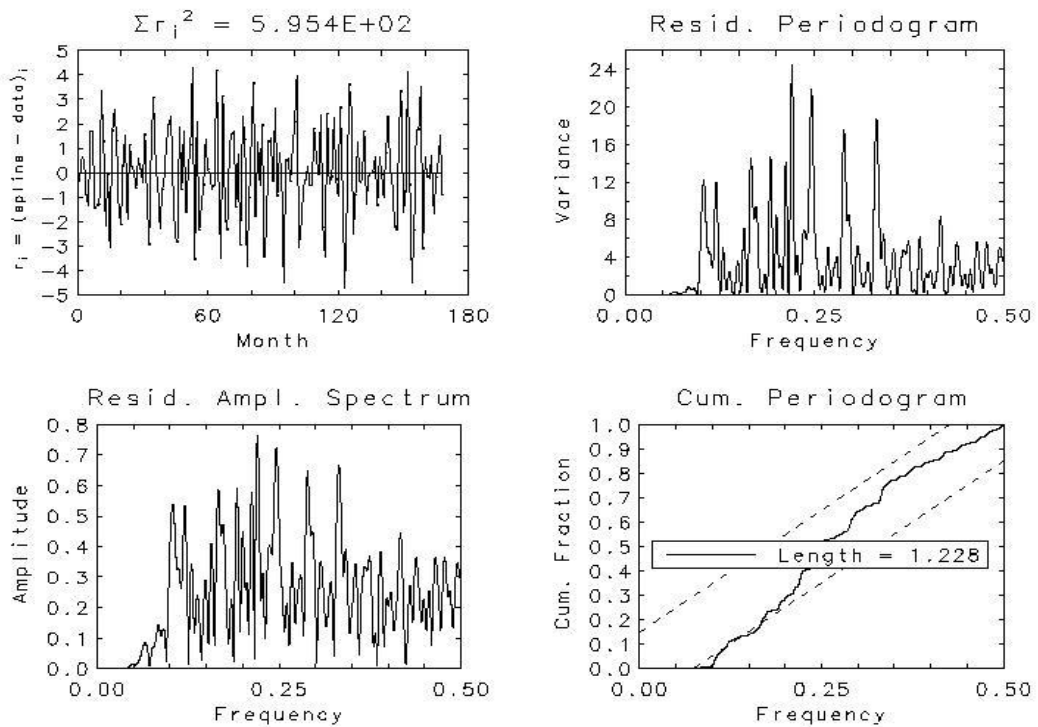 Σrᵢ² = 5.954E+02
rᵢ = (spline − data)ᵢ
5
4
3
2
1
0
-1
-2
-3
-4
-5
0 60 120 180
Month
Resid. Periodogram
Variance
24
20
16
12
8
4
0
0.00 0.25 0.50
Frequency
Resid. Ampl. Spectrum
Amplitude
0.8
0.7
0.6
0.5
0.4
0.3
0.2
0.1
0.0
0.00 0.25 0.50
Frequency
Cum. Periodogram
Cum. Fraction
1.0
0.9
0.8
0.7
0.6
0.5
0.4
0.3
0.2
0.1
0.0
Length = 1.228
0.00 0.25 0.50
Frequency